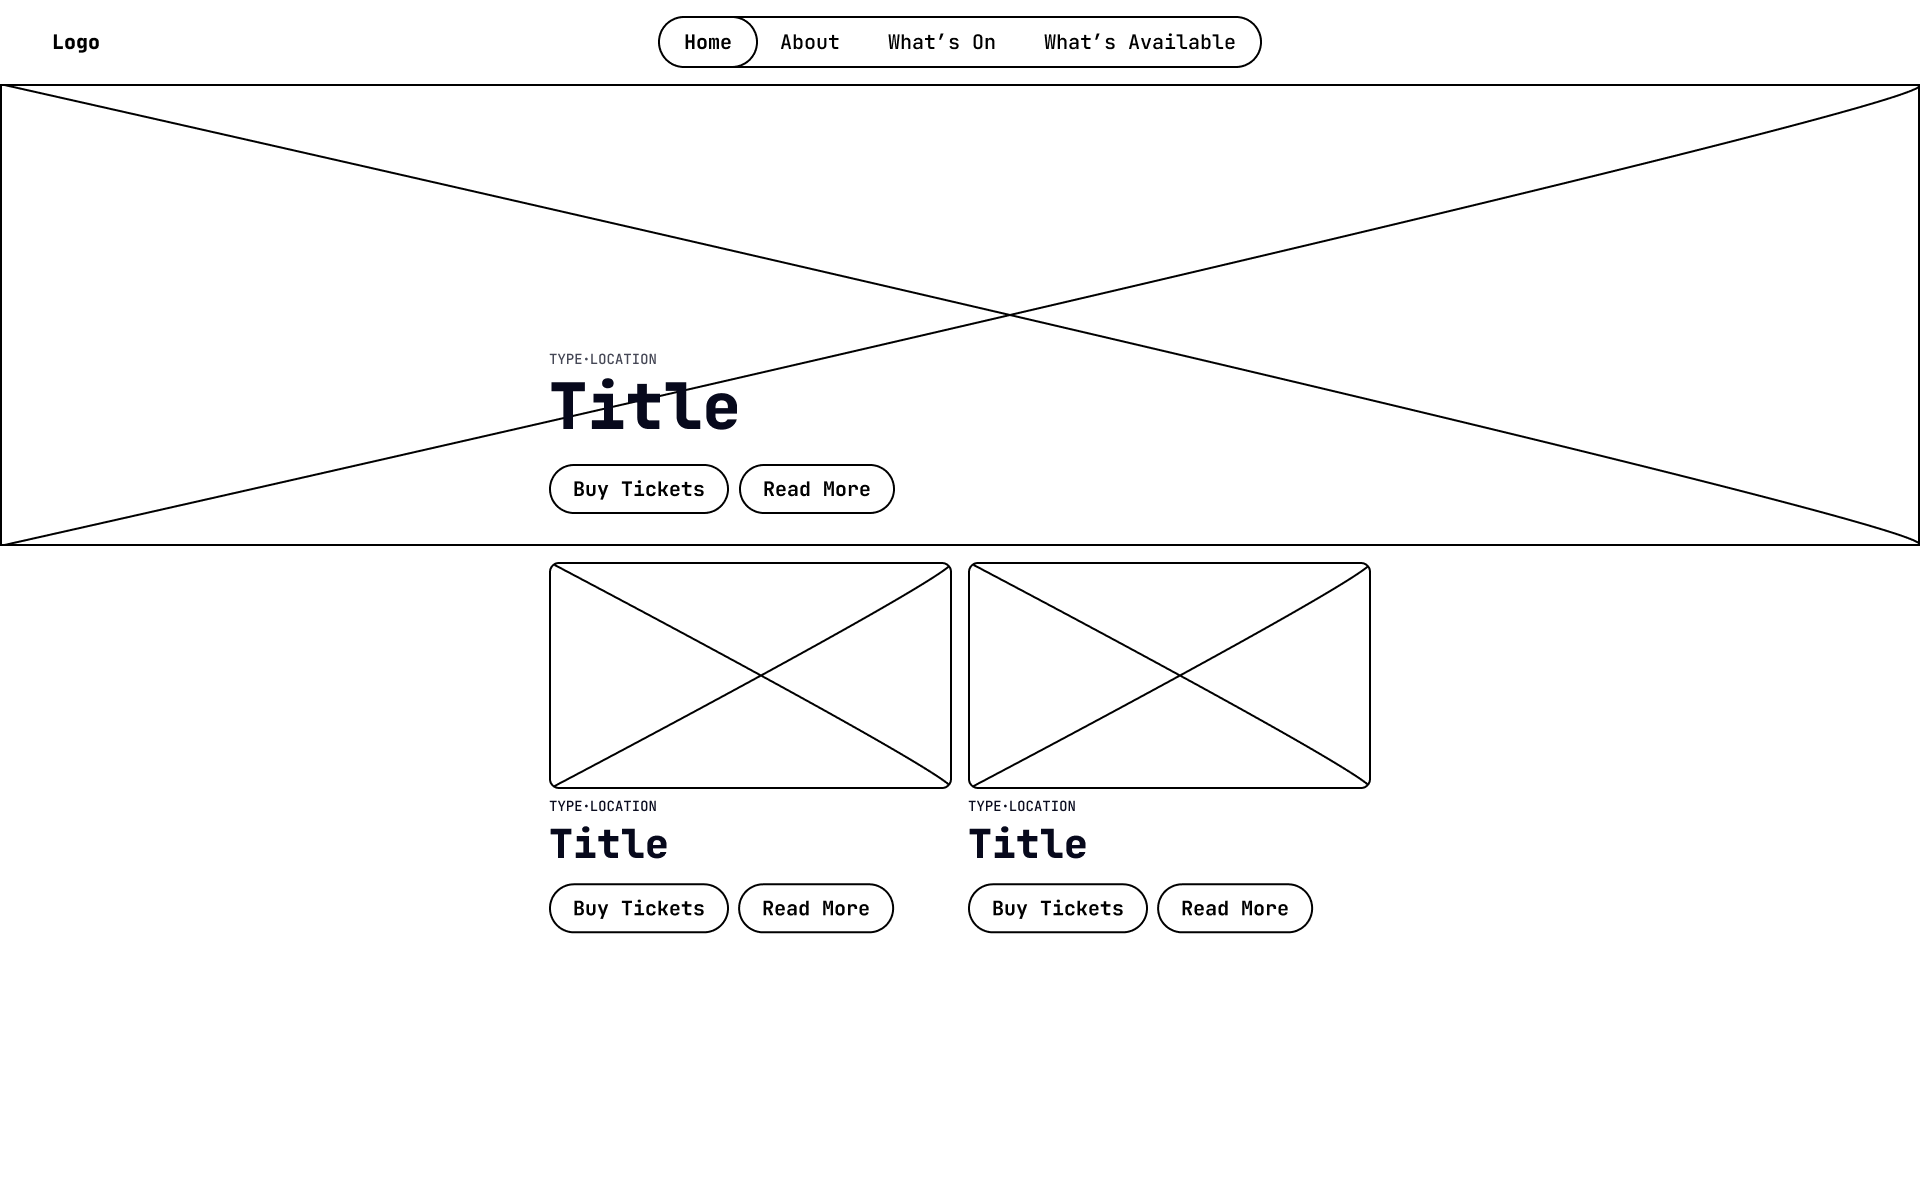 Logo
Home About What’s On What’s Available
TYPE·LOCATION
Title
Buy Tickets Read More
TYPE·LOCATION
Title
Buy Tickets Read More
TYPE·LOCATION
Title
Buy Tickets Read More